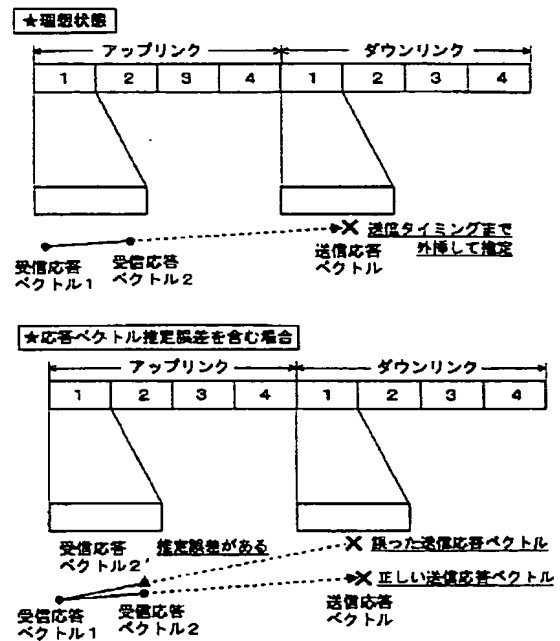 ★理想状態
アップリンク ダウンリンク
1 2 3 4 1 2 3 4
送信タイミングまで
外挿して推定
受信応答
ベクトル1
受信応答
ベクトル2
送信応答
ベクトル
★応答ベクトル推定誤差を含む場合
アップリンク ダウンリンク
1 2 3 4 1 2 3 4
受信応答
ベクトル2'
推定誤差がある
誤った送信応答ベクトル
正しい送信応答ベクトル
受信応答
ベクトル1
受信応答
ベクトル2
送信応答
ベクトル